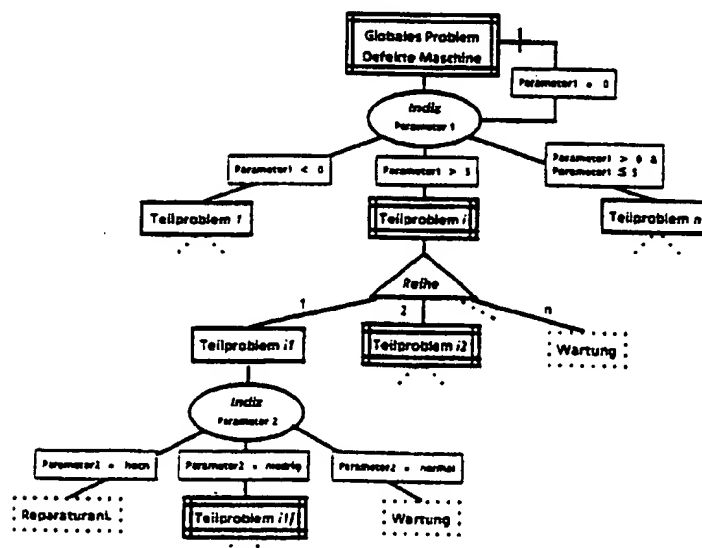 Globales Problem
Defekte Maschine
Parameter1 = 0
Indiz
Parameter 1
Parameter1 < 0
Parameter1 > 5
Parameter1 > 0 &
Parameter1 ≤ 5
Teilproblem 1
Teilproblem i
Teilproblem n
Reihe
1
2
n
Teilproblem i1
Teilproblem i2
Wartung
Indiz
Parameter 2
Parameter2 = hoch
Parameter2 = niedrig
Parameter2 = normal
Reparaturanl.
Teilproblem i1j
Wartung